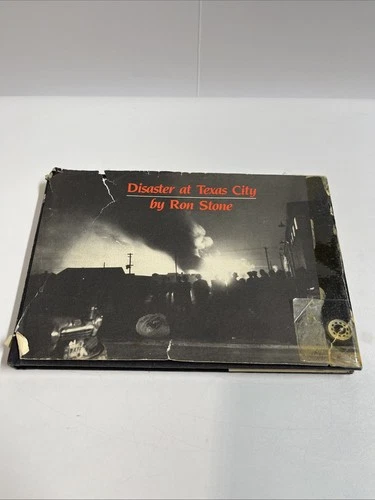 Disaster at Texas City
by Ron Stone